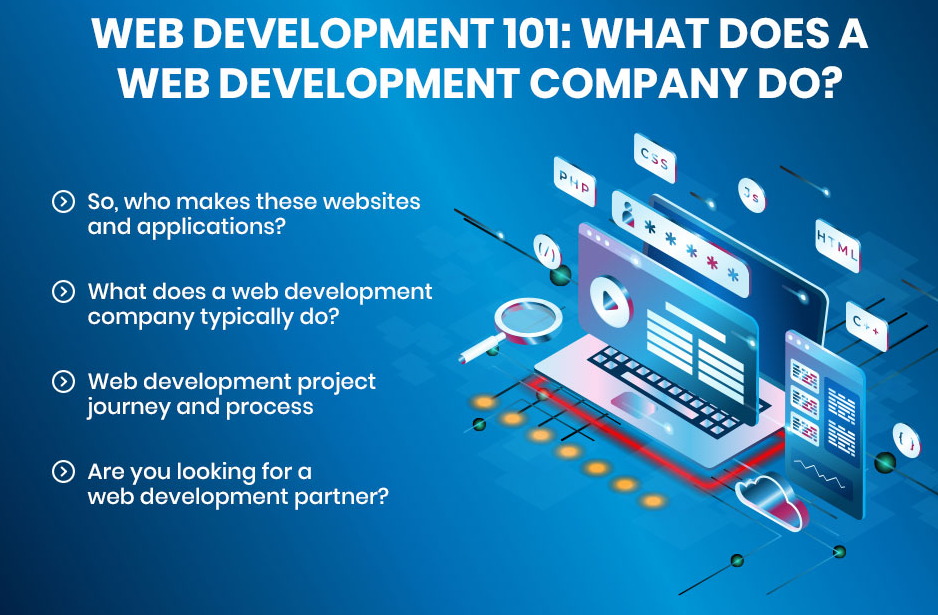 WEB DEVELOPMENT 101: WHAT DOES A
WEB DEVELOPMENT COMPANY DO?
So, who makes these websites
and applications?
What does a web development
company typically do?
Web development project
journey and process
Are you looking for a
web development partner?
CSS
PHP
Js
HTML
* * * * *
</>
C++
{ }